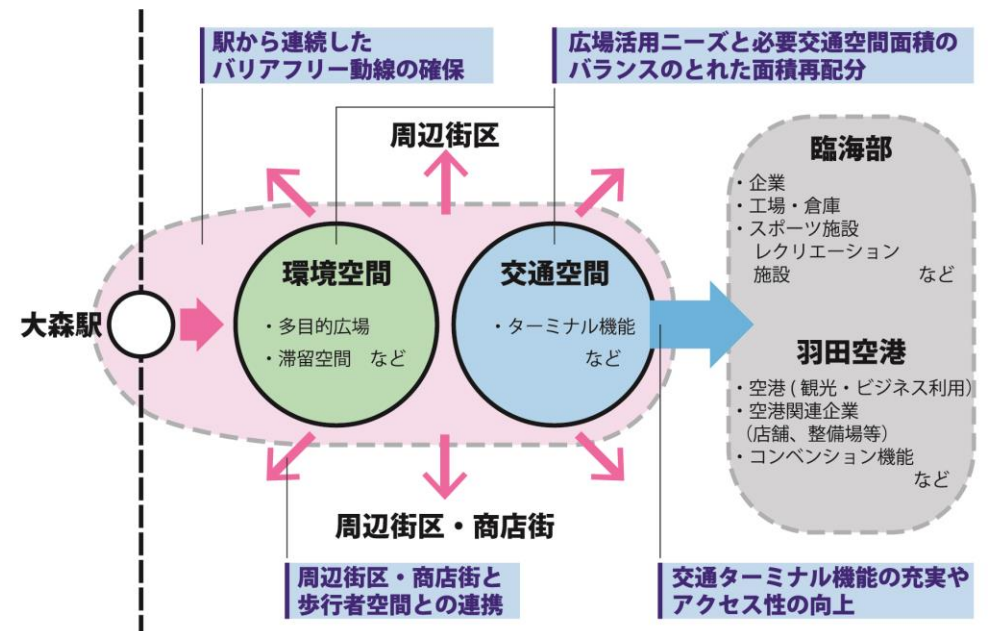 駅から連続した
バリアフリー動線の確保
広場活用ニーズと必要交通空間面積の
バランスのとれた面積再配分
周辺街区
大森駅
環境空間
・多目的広場
・滞留空間　など
交通空間
・ターミナル機能
など
臨海部
・企業
・工場・倉庫
・スポーツ施設
レクリエーション
施設　　　　　　など
羽田空港
・空港（観光・ビジネス利用）
・空港関連企業
（店舗、整備場等）
・コンベンション機能
など
周辺街区・商店街
周辺街区・商店街と
歩行者空間との連携
交通ターミナル機能の充実や
アクセス性の向上